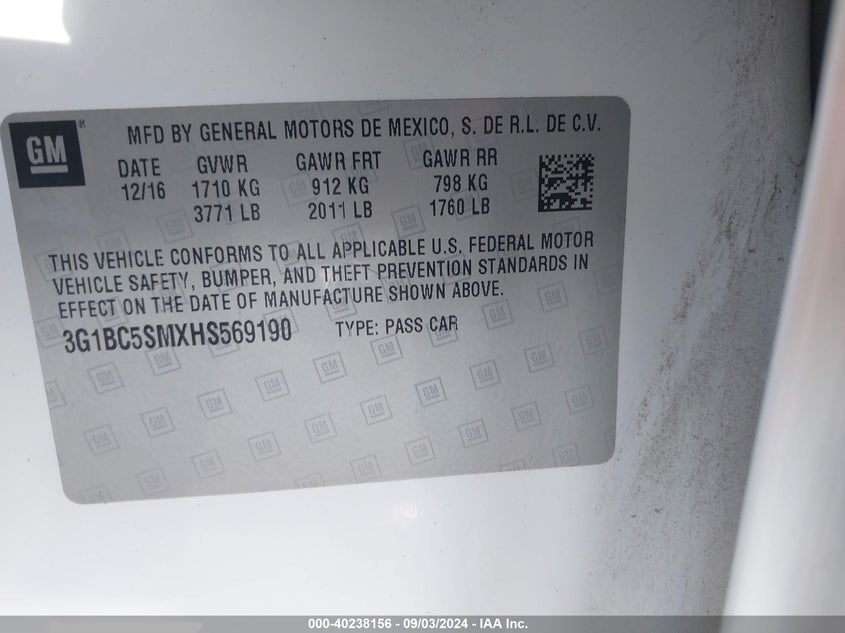 GM
MFD BY GENERAL MOTORS DE MEXICO, S. DE R.L. DE C.V.
DATE GVWR GAWR FRT GAWR RR
12/16 1710 KG 912 KG 798 KG
3771 LB 2011 LB 1760 LB
THIS VEHICLE CONFORMS TO ALL APPLICABLE U.S. FEDERAL MOTOR
VEHICLE SAFETY, BUMPER, AND THEFT PREVENTION STANDARDS IN
EFFECT ON THE DATE OF MANUFACTURE SHOWN ABOVE.
3G1BC5SMXHS569190 TYPE: PASS CAR
000-40238156 - 09/03/2024 - IAA Inc.